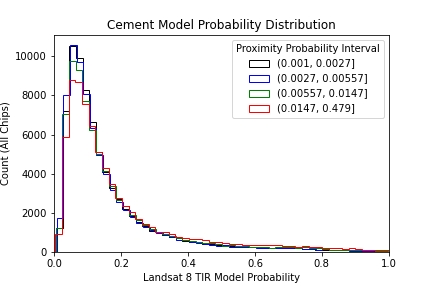 Cement Model Probability Distribution
Count (All Chips)
10000
8000
6000
4000
2000
0
Proximity Probability Interval
(0.001, 0.0027]
(0.0027, 0.00557]
(0.00557, 0.0147]
(0.0147, 0.479]
0.0 0.2 0.4 0.6 0.8 1.0
Landsat 8 TIR Model Probability